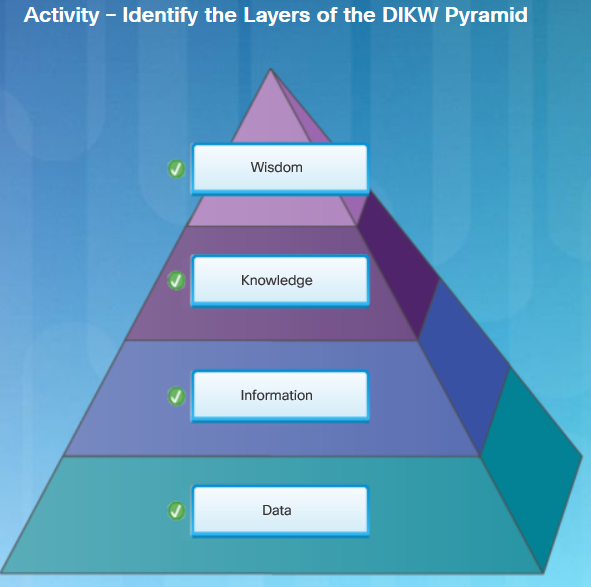 Activity – Identify the Layers of the DIKW Pyramid
Wisdom
Knowledge
Information
Data